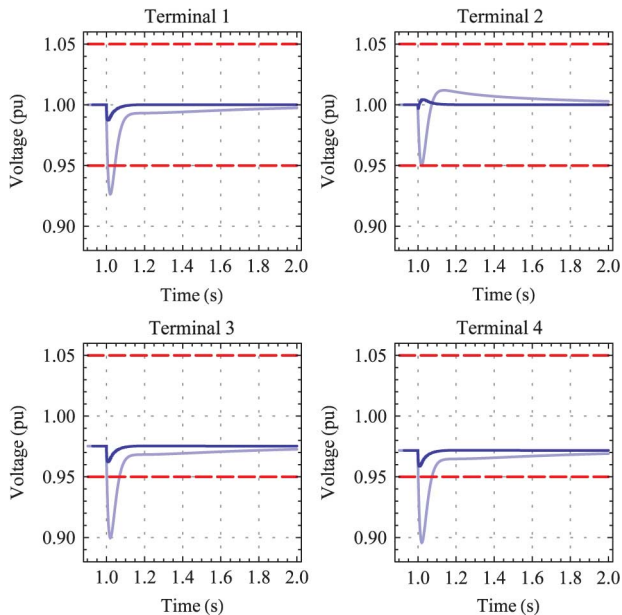 Terminal 1
Terminal 2
1.05
1.00
0.95
0.90
Voltage (pu)
1.0 1.2 1.4 1.6 1.8 2.0
Time (s)
1.05
1.00
0.95
0.90
Voltage (pu)
1.0 1.2 1.4 1.6 1.8 2.0
Time (s)
Terminal 3
Terminal 4
1.05
1.00
0.95
0.90
Voltage (pu)
1.0 1.2 1.4 1.6 1.8 2.0
Time (s)
1.05
1.00
0.95
0.90
Voltage (pu)
1.0 1.2 1.4 1.6 1.8 2.0
Time (s)